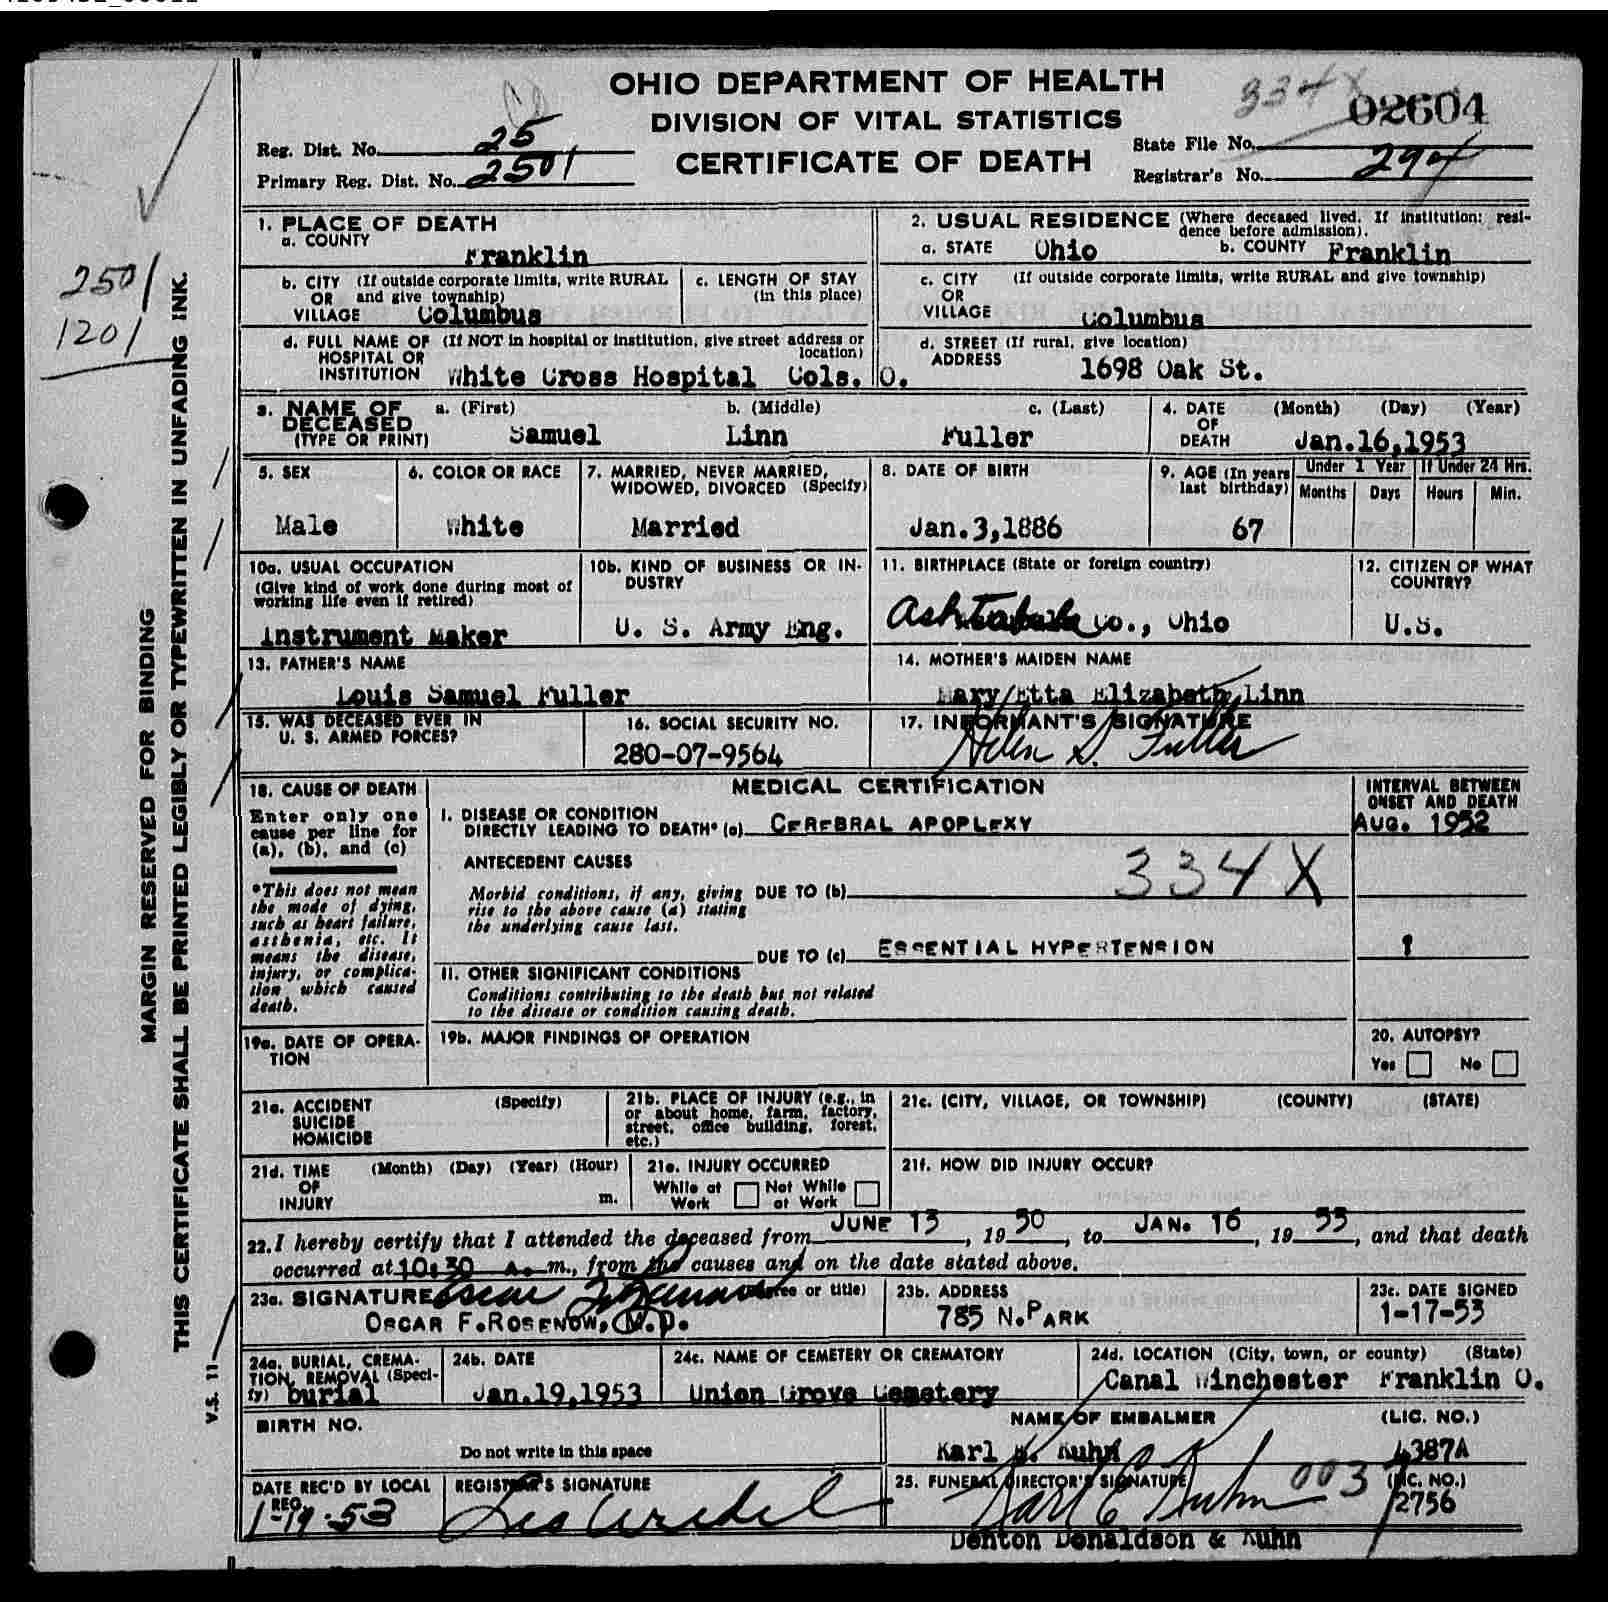 OHIO DEPARTMENT OF HEALTH
DIVISION OF VITAL STATISTICS
CERTIFICATE OF DEATH
Reg. Dist. No. 25
Primary Reg. Dist. No. 2501
334X
02604
State File No.
Registrar's No. 294
2501
1201
MARGIN RESERVED FOR BINDING
THIS CERTIFICATE SHALL BE PRINTED LEGIBLY OR TYPEWRITTEN IN UNFADING INK.
V.S. 11
1. PLACE OF DEATH
a. COUNTY
Franklin
2. USUAL RESIDENCE (Where deceased lived. If institution: resi-
dence before admission).
a. STATE Ohio b. COUNTY Franklin
b. CITY (If outside corporate limits, write RURAL
OR and give township)
VILLAGE Columbus
c. LENGTH OF STAY
(in this place)
c. CITY (If outside corporate limits, write RURAL and give township)
OR
VILLAGE Columbus
d. FULL NAME OF (If NOT in hospital or institution, give street address or
HOSPITAL OR location)
INSTITUTION White Cross Hospital Cols. O.
d. STREET (If rural, give location)
ADDRESS 1698 Oak St.
3. NAME OF DECEASED
(TYPE OR PRINT)
a. (First) b. (Middle) c. (Last)
Samuel Linn Fuller
4. DATE OF DEATH (Month) (Day) (Year)
Jan.16,1953
5. SEX
Male
6. COLOR OR RACE
White
7. MARRIED, NEVER MARRIED,
WIDOWED, DIVORCED (Specify)
Married
8. DATE OF BIRTH
Jan.3,1886
9. AGE (In years
last birthday)
67
Under 1 Year
Months Days
If Under 24 Hrs.
Hours Min.
10a. USUAL OCCUPATION
(Give kind of work done during most of
working life even if retired)
Instrument Maker
10b. KIND OF BUSINESS OR IN-
DUSTRY
U. S. Army Eng.
11. BIRTHPLACE (State or foreign country)
Ashtabula Co., Ohio
12. CITIZEN OF WHAT
COUNTRY?
U.S.
13. FATHER'S NAME
Louis Samuel Fuller
14. MOTHER'S MAIDEN NAME
Mary Etta Elizabeth Linn
15. WAS DECEASED EVER IN
U. S. ARMED FORCES?
16. SOCIAL SECURITY NO.
280-07-9564
17. INFORMANT'S SIGNATURE
Helen S. Fuller
18. CAUSE OF DEATH
Enter only one
cause per line for
(a), (b), and (c)
*This does not mean
the mode of dying,
such as heart failure,
asthenia, etc. It
means the disease,
injury, or complica-
tion which caused
death.
MEDICAL CERTIFICATION
INTERVAL BETWEEN
ONSET AND DEATH
I. DISEASE OR CONDITION
DIRECTLY LEADING TO DEATH* (a) CEREBRAL APOPLEXY
AUG. 1952
ANTECEDENT CAUSES
334X
Morbid conditions, if any, giving DUE TO (b)
rise to the above cause (a) stating
the underlying cause last.
DUE TO (c) ESSENTIAL HYPERTENSION
II. OTHER SIGNIFICANT CONDITIONS
Conditions contributing to the death but not related
to the disease or condition causing death.
19a. DATE OF OPERA-
TION
19b. MAJOR FINDINGS OF OPERATION
20. AUTOPSY?
Yes No
21a. ACCIDENT (Specify)
SUICIDE
HOMICIDE
21b. PLACE OF INJURY (e.g., in
or about home, farm, factory,
street, office building, forest,
etc.)
21c. (CITY, VILLAGE, OR TOWNSHIP) (COUNTY) (STATE)
21d. TIME (Month) (Day) (Year) (Hour)
OF
INJURY m.
21e. INJURY OCCURRED
While at Work Not While at Work
21f. HOW DID INJURY OCCUR?
22. I hereby certify that I attended the deceased from JUNE 13, 1950, to JAN. 16, 1953, and that death
occurred at 10:30 A. m., from the causes and on the date stated above.
23a. SIGNATURE (Degree or title)
OSCAR F. ROSENOW, M.D.
23b. ADDRESS
785 N. PARK
23c. DATE SIGNED
1-17-53
24a. BURIAL, CREMA-
TION, REMOVAL (Speci-
fy) burial
24b. DATE
Jan.19,1953
24c. NAME OF CEMETERY OR CREMATORY
Union Grove Cemetery
24d. LOCATION (City, town, or county) (State)
Canal Winchester Franklin O.
BIRTH NO.
Do not write in this space
NAME OF EMBALMER (LIC. NO.)
Karl E. Kuhn 4387A
DATE REC'D BY LOCAL
REG.
1-19-53
REGISTRAR'S SIGNATURE
25. FUNERAL DIRECTOR'S SIGNATURE (LIC. NO.)
Karl E Kuhn 003 2756
Denton Donaldson & Kuhn